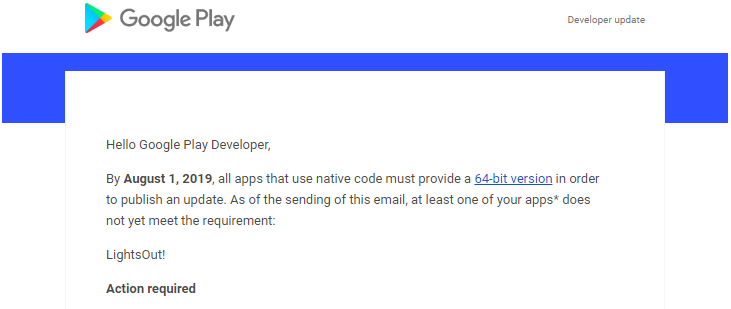 Google Play
Developer update
Hello Google Play Developer,
By August 1, 2019, all apps that use native code must provide a 64-bit version in order
to publish an update. As of the sending of this email, at least one of your apps* does
not yet meet the requirement:
LightsOut!
Action required